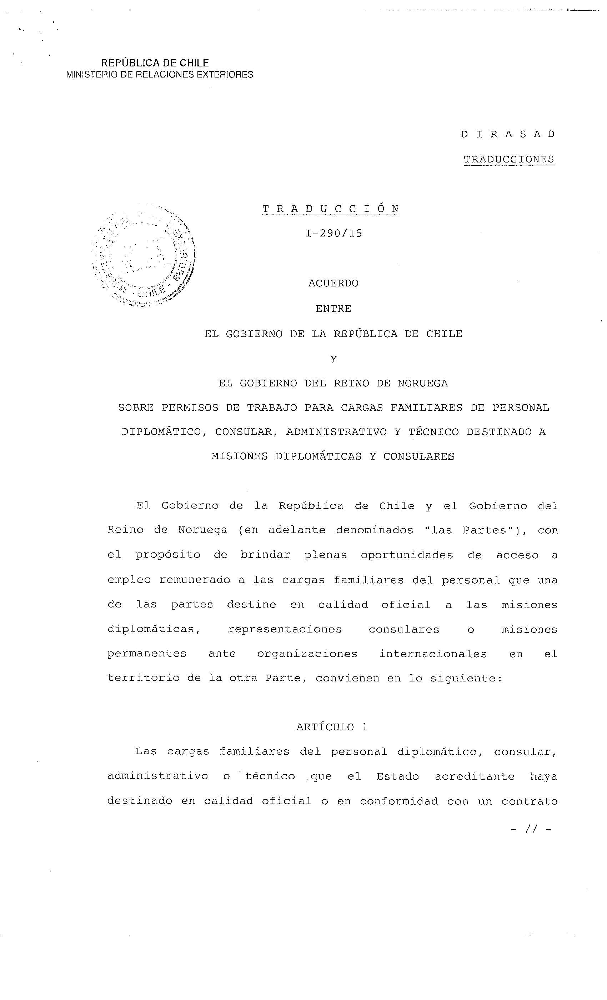 REPÚBLICA DE CHILE
MINISTERIO DE RELACIONES EXTERIORES
D I R A S A D
TRADUCCIONES
T R A D U C C I Ó N
I-290/15
CHILE
ACUERDO
ENTRE
EL GOBIERNO DE LA REPÚBLICA DE CHILE
Y
EL GOBIERNO DEL REINO DE NORUEGA
SOBRE PERMISOS DE TRABAJO PARA CARGAS FAMILIARES DE PERSONAL
DIPLOMÁTICO, CONSULAR, ADMINISTRATIVO Y TÉCNICO DESTINADO A
MISIONES DIPLOMÁTICAS Y CONSULARES
El Gobierno de la República de Chile y el Gobierno del
Reino de Noruega (en adelante denominados "las Partes"), con
el propósito de brindar plenas oportunidades de acceso a
empleo remunerado a las cargas familiares del personal que una
de las partes destine en calidad oficial a las misiones
diplomáticas, representaciones consulares o misiones
permanentes ante organizaciones internacionales en el
territorio de la otra Parte, convienen en lo siguiente:
ARTÍCULO 1
Las cargas familiares del personal diplomático, consular,
administrativo o técnico que el Estado acreditante haya
destinado en calidad oficial o en conformidad con un contrato
- // -